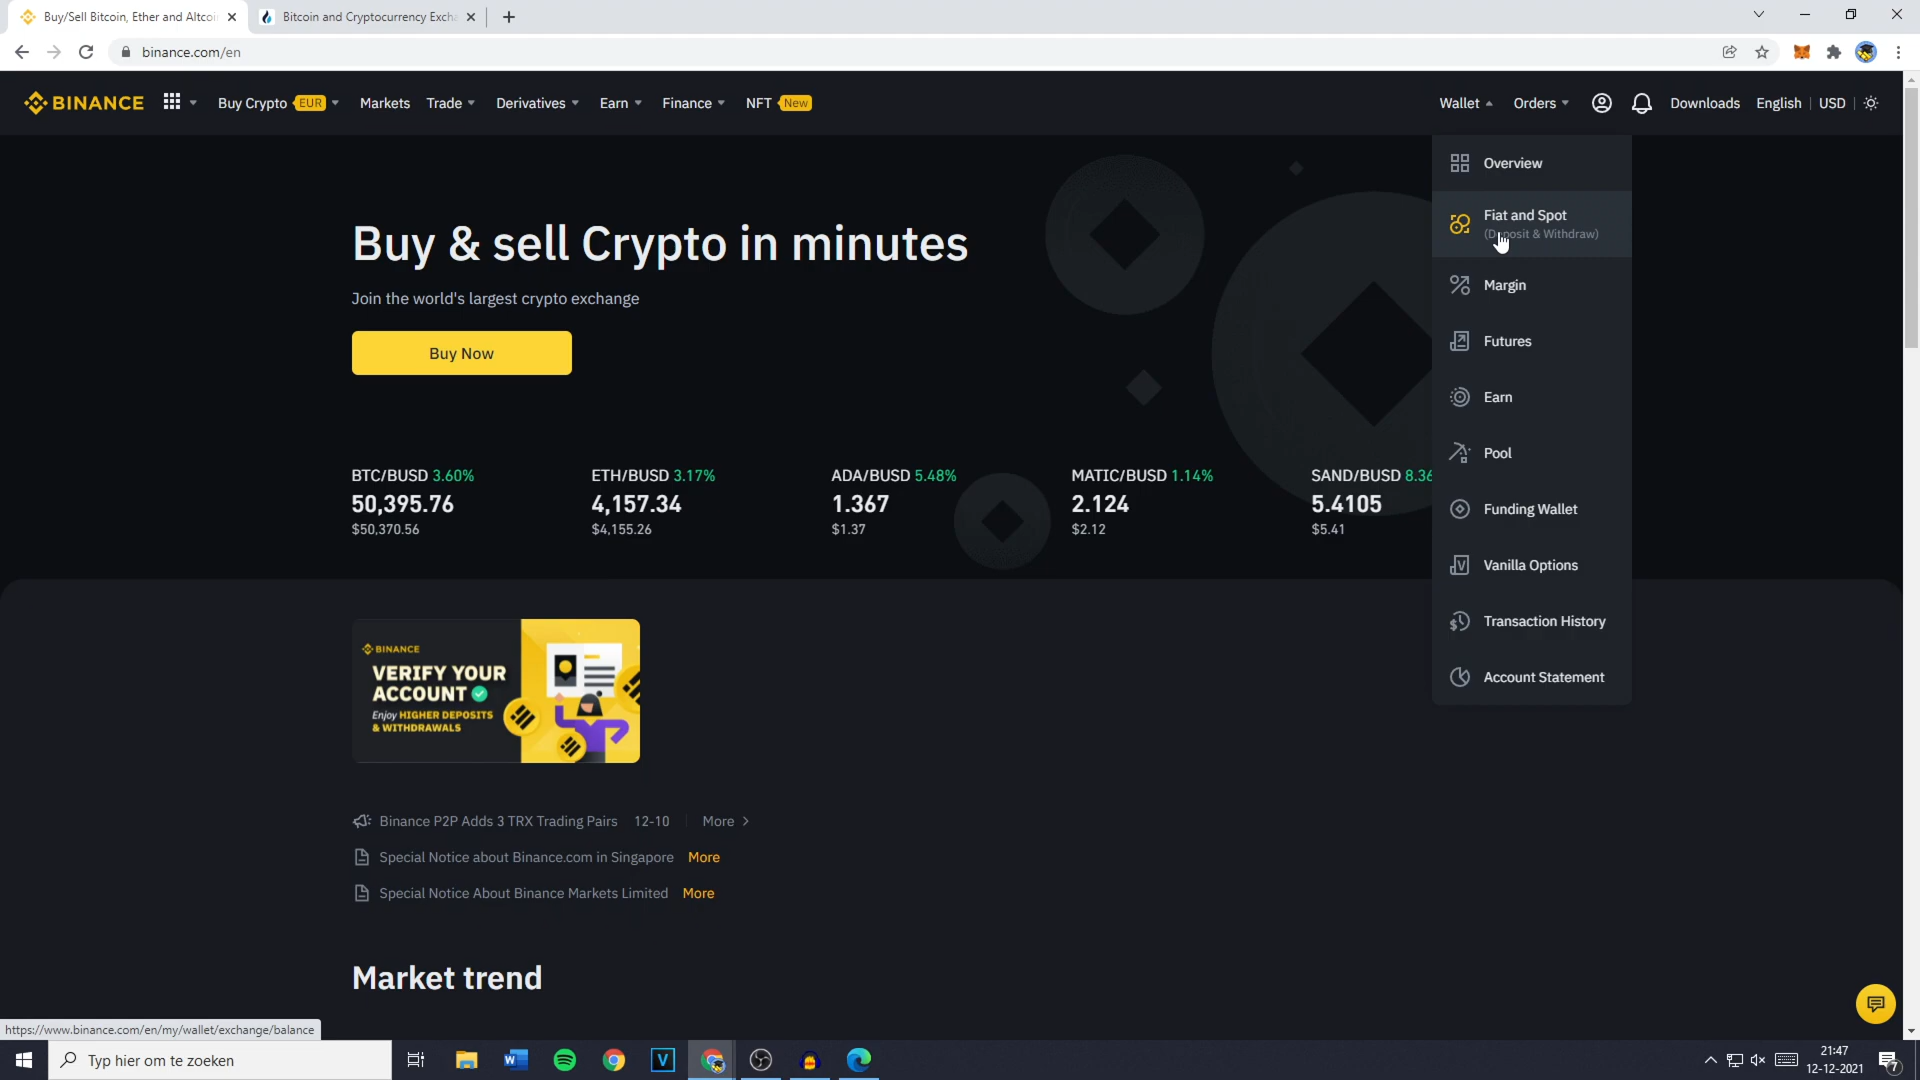 Buy/Sell Bitcoin, Ether and Altcoi
Bitcoin and Cryptocurrency Excha
binance.com/en
BINANCE
Buy Crypto EUR
Markets
Trade
Derivatives
Earn
Finance
NFT New
Wallet
Orders
Downloads
English
USD
Overview
Fiat and Spot
(Deposit & Withdraw)
Margin
Futures
Earn
Pool
Funding Wallet
Vanilla Options
Transaction History
Account Statement
Buy & sell Crypto in minutes
Join the world's largest crypto exchange
Buy Now
BTC/BUSD 3.60%
50,395.76
$50,370.56
ETH/BUSD 3.17%
4,157.34
$4,155.26
ADA/BUSD 5.48%
1.367
$1.37
MATIC/BUSD 1.14%
2.124
$2.12
SAND/BUSD 8.36
5.4105
$5.41
BINANCE
VERIFY YOUR
ACCOUNT
Enjoy HIGHER DEPOSITS
& WITHDRAWALS
Binance P2P Adds 3 TRX Trading Pairs 12-10 More
Special Notice about Binance.com in Singapore More
Special Notice About Binance Markets Limited More
Market trend
https://www.binance.com/en/my/wallet/exchange/balance
Typ hier om te zoeken
21:47
12-12-2021
7